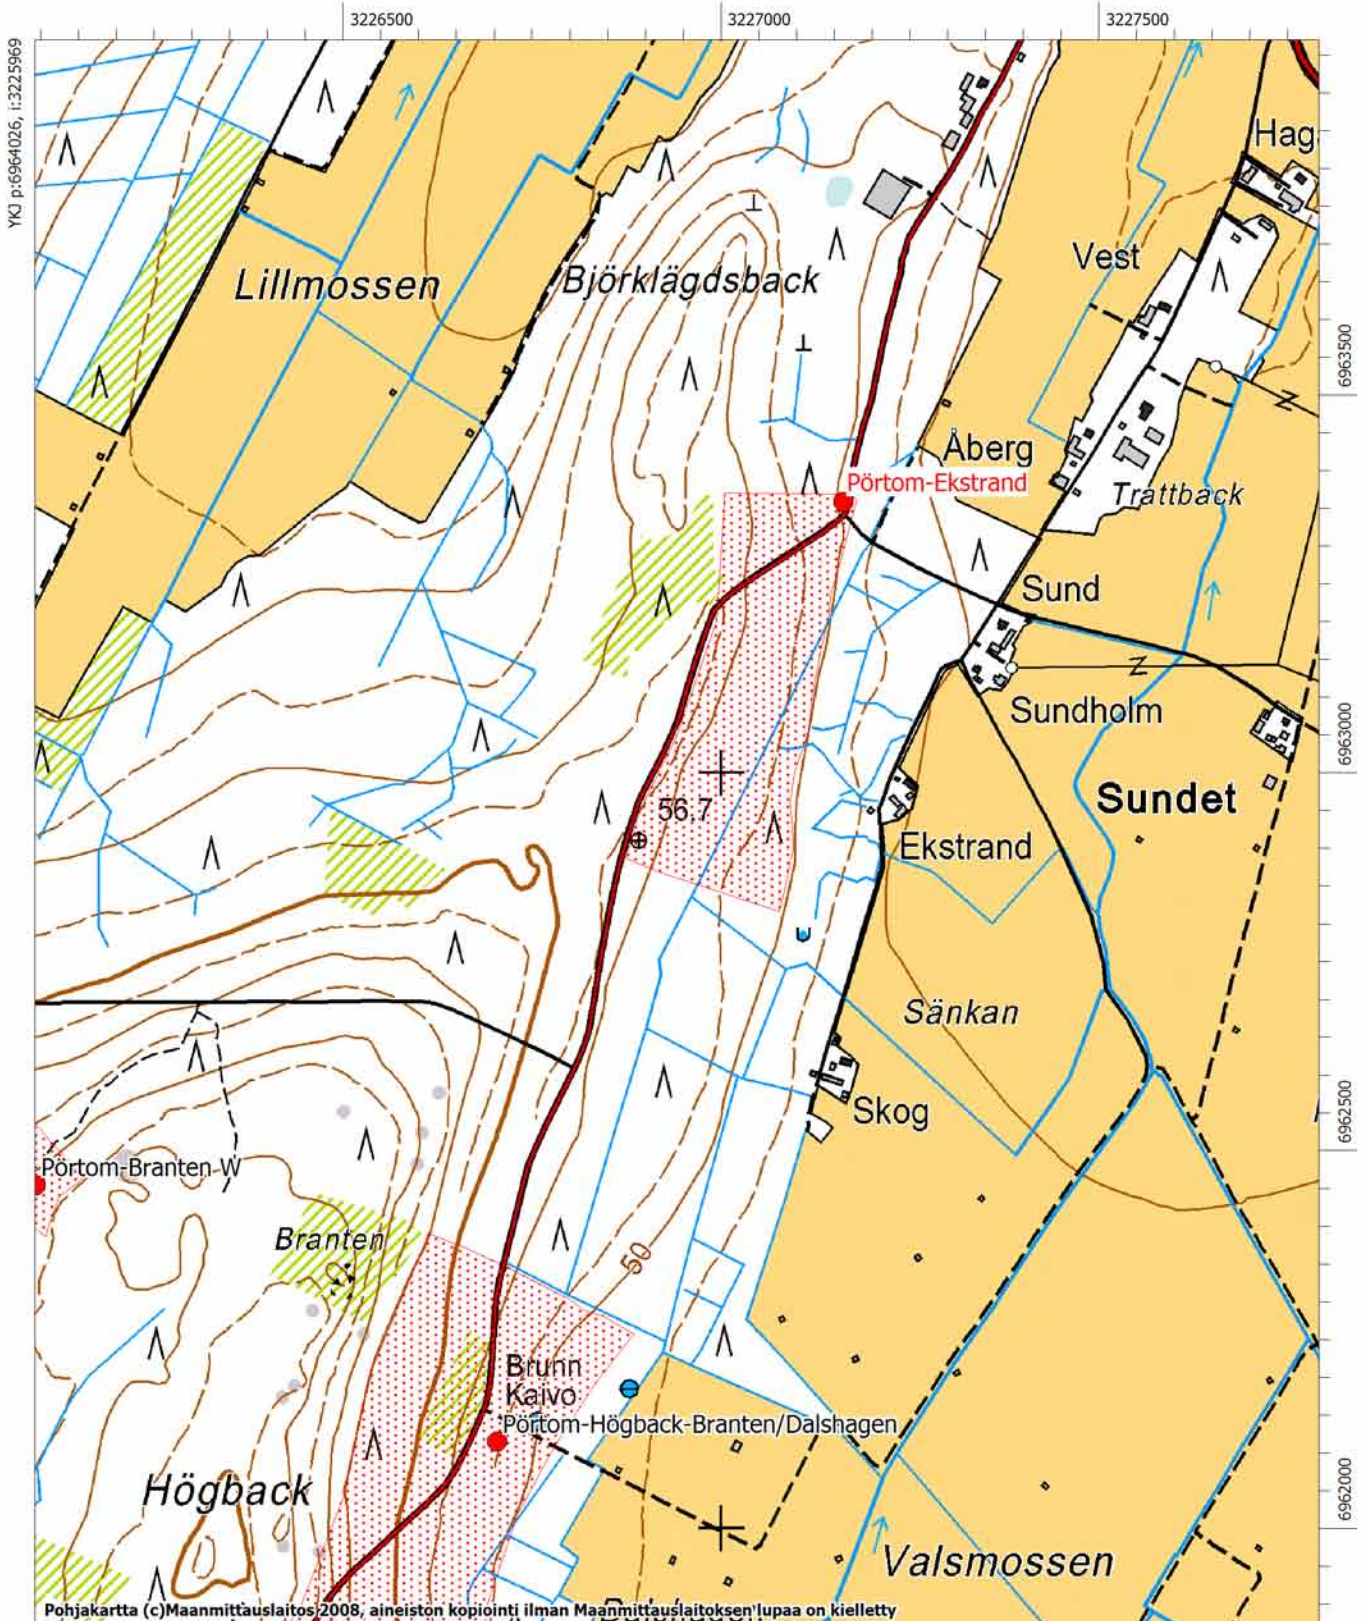 3226500
3227000
3227500
YKJ p:6964026, i:3225969
Hag
Vest
Lillmossen
Björklägdsback
6963500
Åberg
Pörtom-Ekstrand
Trattback
Sund
Sundholm
6963000
56.7
Sundet
Ekstrand
Sänkan
Skog
6962500
Pörtom-Branten W
Branten
50
Brunn
Kaivo
Pörtom-Högback-Branten/Dalshagen
Högback
6962000
Valsmossen
Pohjakartta (c)Maanmittauslaitos 2008, aineiston kopiointi ilman Maanmittauslaitoksen lupaa on kielletty